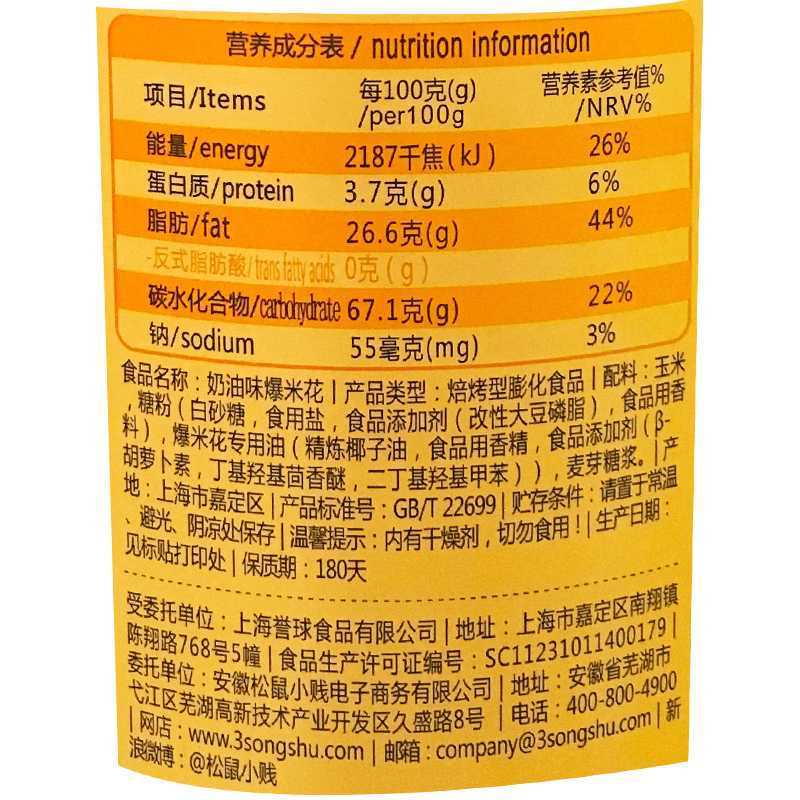 营养成分表 / nutrition information
项目/Items 每100克(g)/per100g 营养素参考值%/NRV%
能量/energy 2187千焦(kJ) 26%
蛋白质/protein 3.7克(g) 6%
脂肪/fat 26.6克(g) 44%
-反式脂肪酸/trans fatty acids 0克(g)
碳水化合物/carbohydrate 67.1克(g) 22%
钠/sodium 55毫克(mg) 3%
食品名称：奶油味爆米花 | 产品类型：焙烤型膨化食品 | 配料：玉米
，糖粉（白砂糖，食用盐，食品添加剂（改性大豆磷脂），食品用香
料），爆米花专用油（精炼椰子油，食品用香精，食品添加剂（β-
胡萝卜素，丁基羟基茴香醚，二丁基羟基甲苯）），麦芽糖浆。| 产
地：上海市嘉定区 | 产品标准号：GB/T 22699 | 贮存条件：请置于常温
、避光、阴凉处保存 | 温馨提示：内有干燥剂，切勿食用！| 生产日期：
见标贴打印处 | 保质期：180天
受委托单位：上海誉球食品有限公司 | 地址：上海市嘉定区南翔镇
陈翔路768号5幢 | 食品生产许可证编号：SC11231011400179 |
委托单位：安徽松鼠小贱电子商务有限公司 | 地址：安徽省芜湖市
弋江区芜湖高新技术产业开发区久盛路8号 | 电话：400-800-4900
| 网店：www.3songshu.com | 邮箱：company@3songshu.com | 新
浪微博：@松鼠小贱